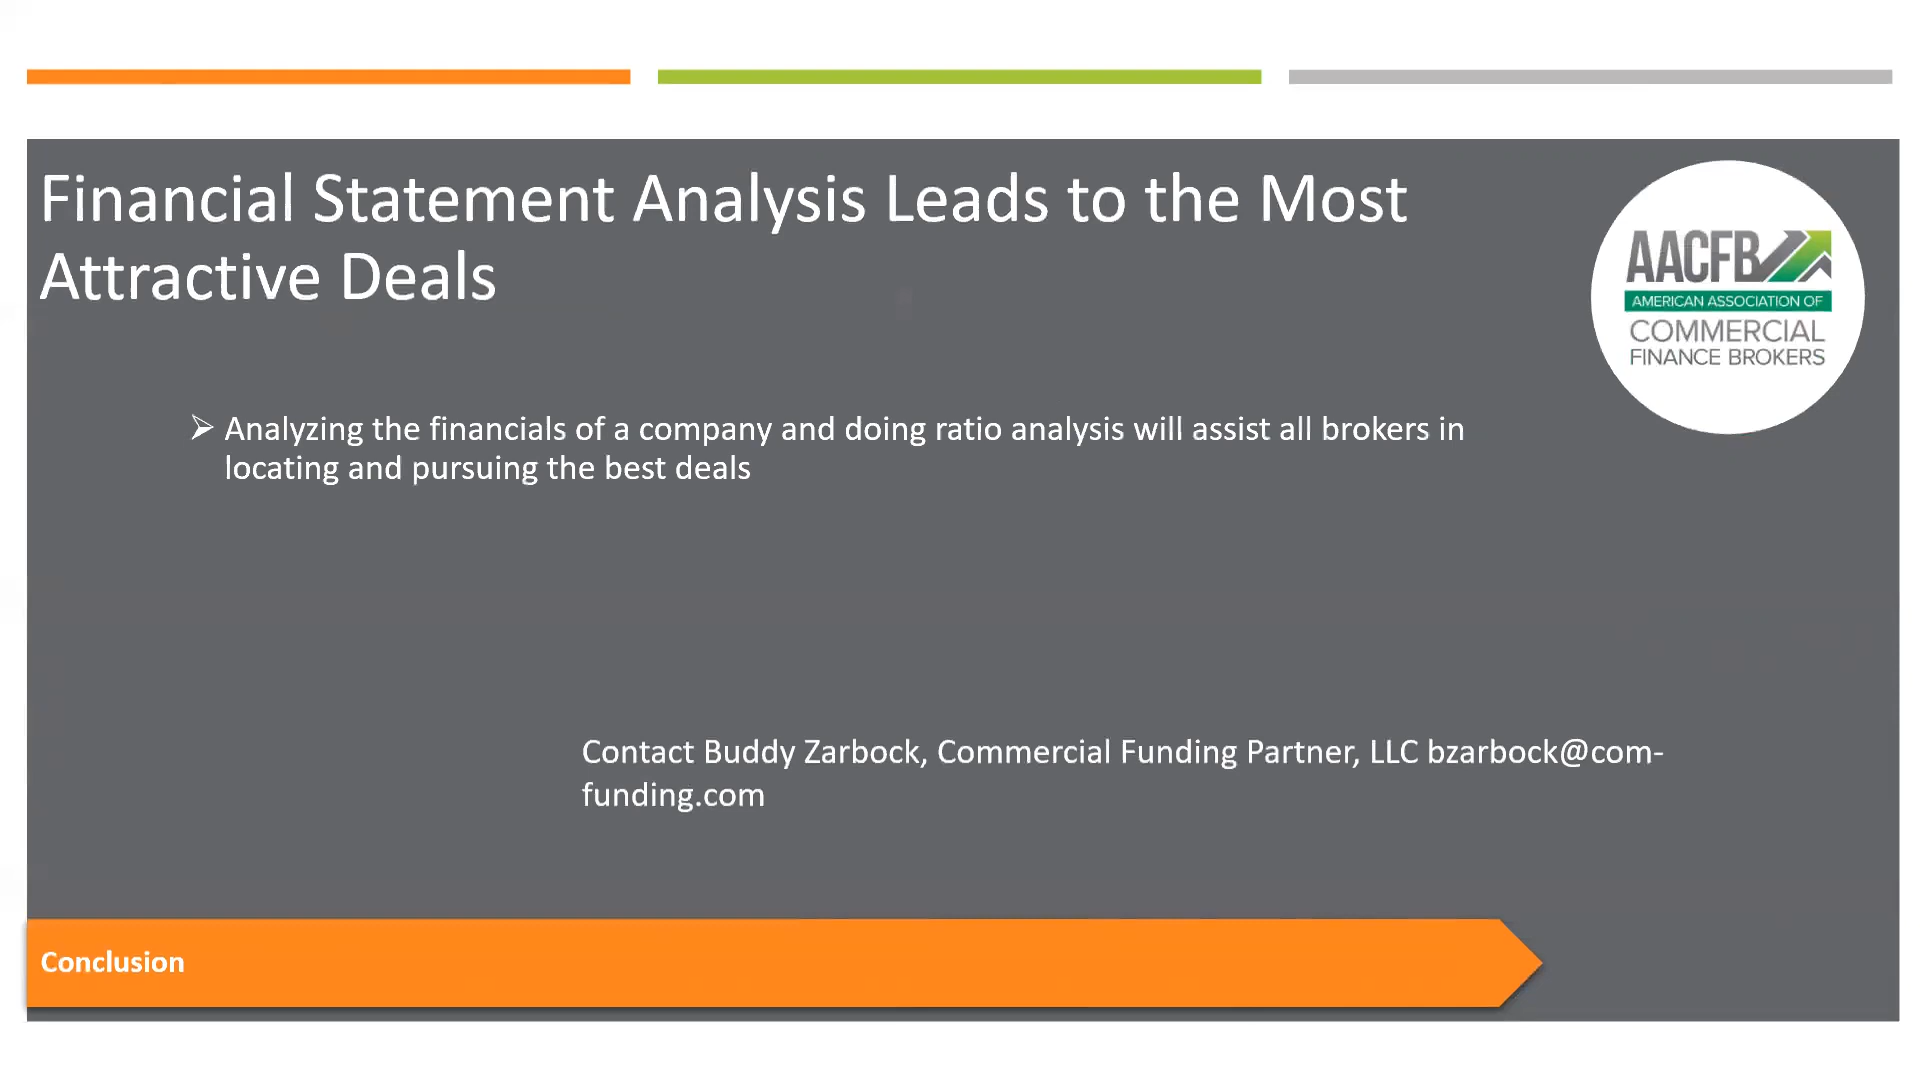 Financial Statement Analysis Leads to the Most
Attractive Deals
AACFB
AMERICAN ASSOCIATION OF
COMMERCIAL
FINANCE BROKERS
➢ Analyzing the financials of a company and doing ratio analysis will assist all brokers in
locating and pursuing the best deals
Contact Buddy Zarbock, Commercial Funding Partner, LLC bzarbock@com-
funding.com
Conclusion